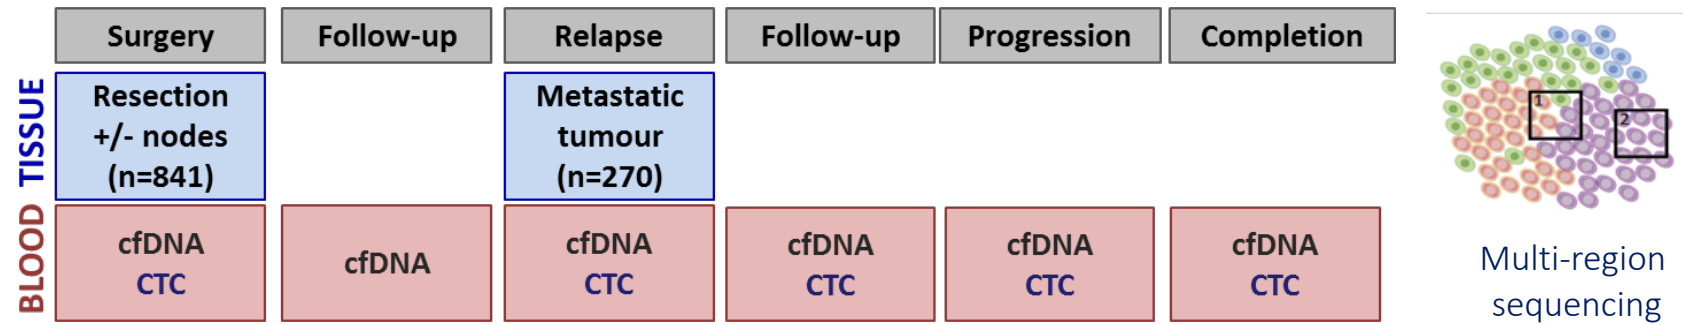 Surgery
Follow-up
Relapse
Follow-up
Progression
Completion
TISSUE
Resection
+/- nodes
(n=841)
Metastatic
tumour
(n=270)
BLOOD
cfDNA
CTC
cfDNA
cfDNA
CTC
cfDNA
CTC
cfDNA
CTC
cfDNA
CTC
1
2
Multi-region
sequencing